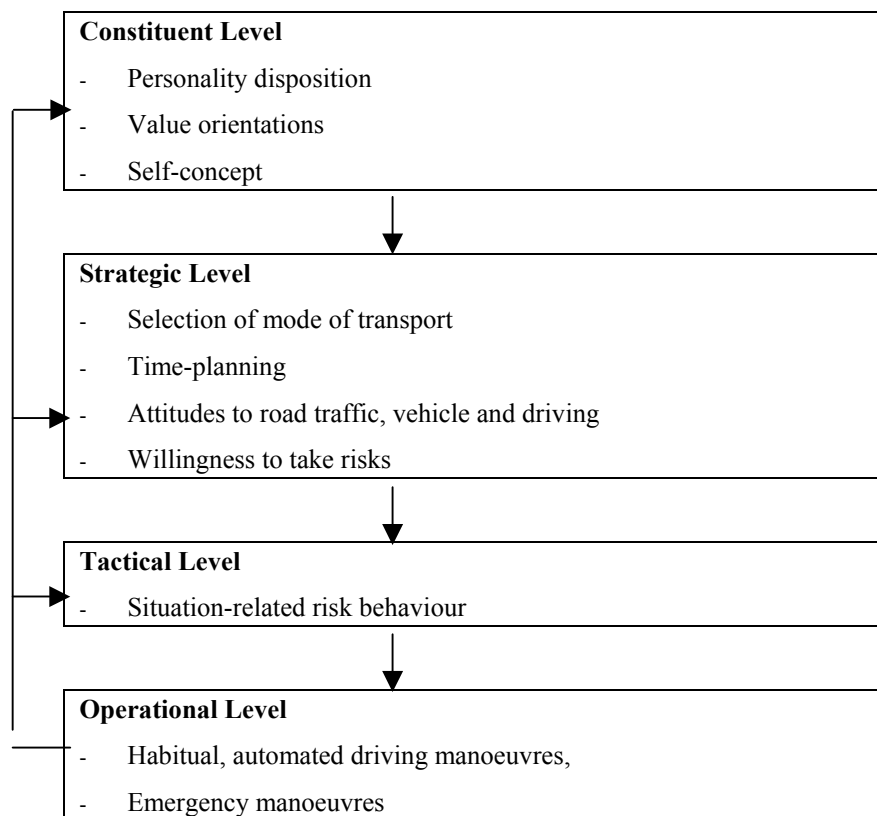 Constituent Level
- Personality disposition
- Value orientations
- Self-concept
Strategic Level
- Selection of mode of transport
- Time-planning
- Attitudes to road traffic, vehicle and driving
- Willingness to take risks
Tactical Level
- Situation-related risk behaviour
Operational Level
- Habitual, automated driving manoeuvres,
- Emergency manoeuvres